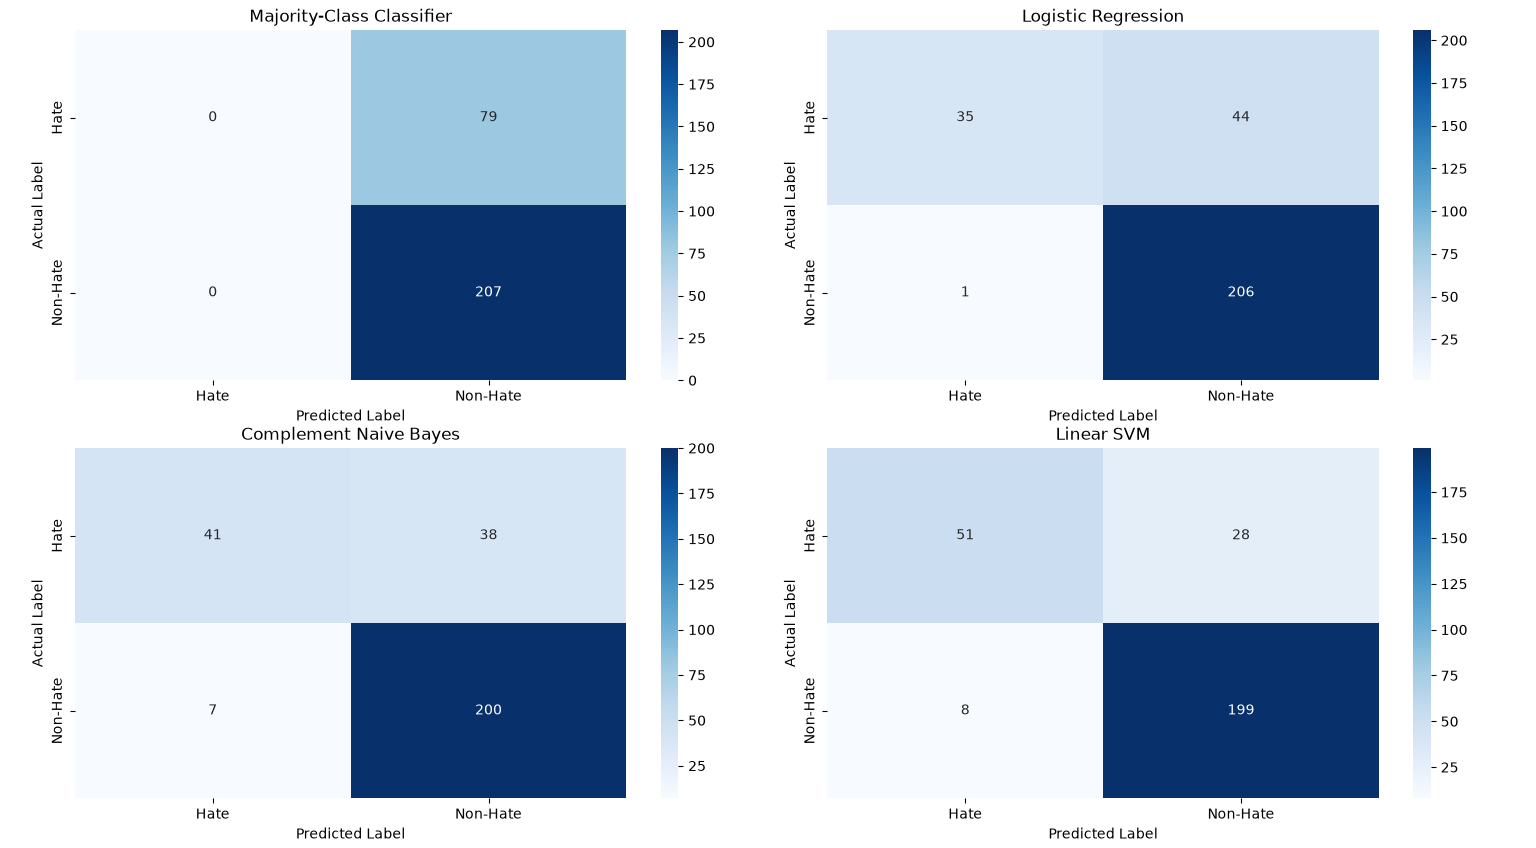 Majority-Class Classifier
Hate
Non-Hate
Actual Label
0
79
0
207
Hate
Non-Hate
Predicted Label
200
175
150
125
100
75
50
25
0
Logistic Regression
Hate
Non-Hate
Actual Label
35
44
1
206
Hate
Non-Hate
Predicted Label
200
175
150
125
100
75
50
25
Complement Naive Bayes
Hate
Non-Hate
Actual Label
41
38
7
200
Hate
Non-Hate
Predicted Label
200
175
150
125
100
75
50
25
Linear SVM
Hate
Non-Hate
Actual Label
51
28
8
199
Hate
Non-Hate
Predicted Label
175
150
125
100
75
50
25